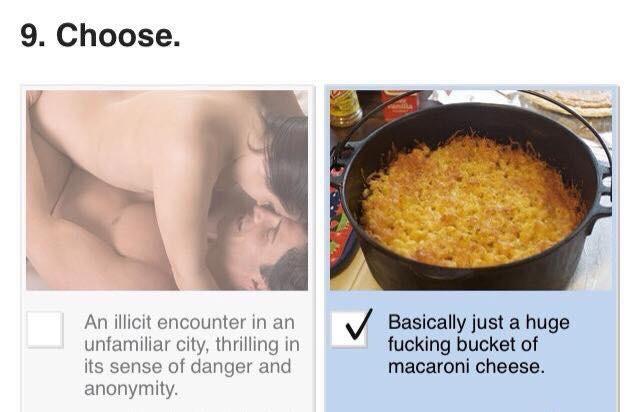 9. Choose.
An illicit encounter in an
unfamiliar city, thrilling in
its sense of danger and
anonymity.
Basically just a huge
fucking bucket of
macaroni cheese.
vanilla